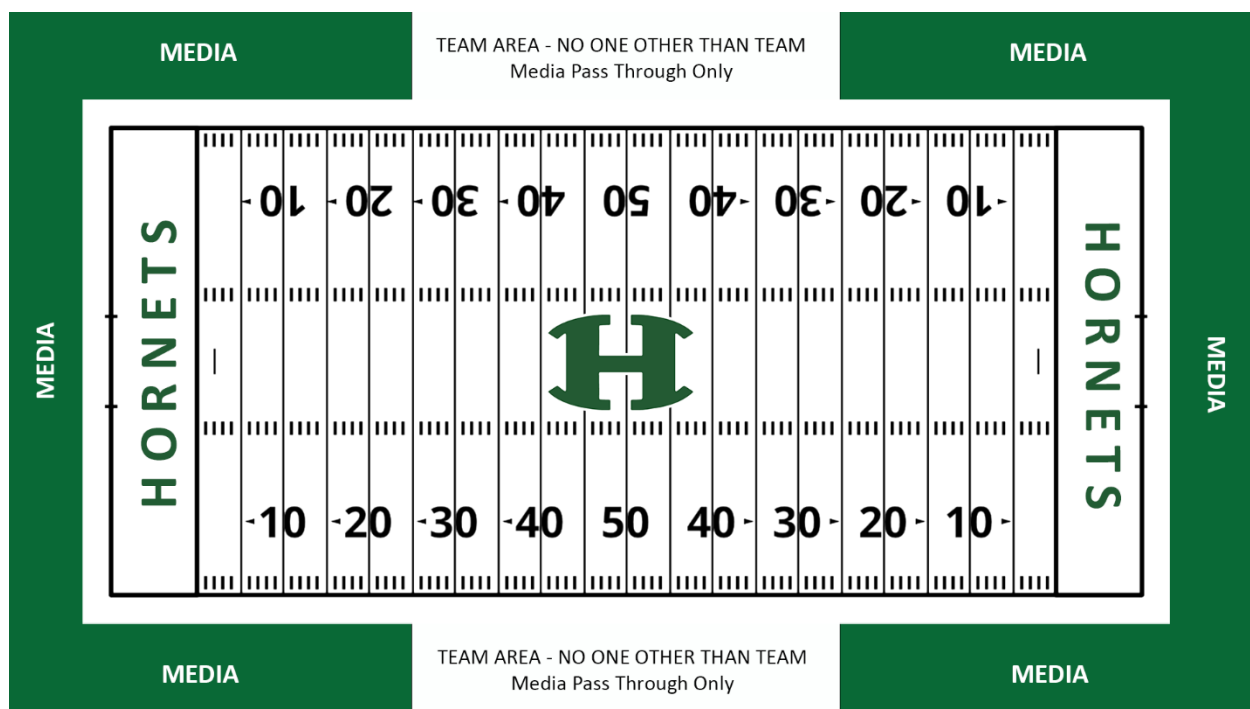 MEDIA
TEAM AREA - NO ONE OTHER THAN TEAM
Media Pass Through Only
MEDIA
10 20 30 40 50 40 30 20 10
MEDIA
HORNETS
H
HORNETS
MEDIA
10 20 30 40 50 40 30 20 10
MEDIA
TEAM AREA - NO ONE OTHER THAN TEAM
Media Pass Through Only
MEDIA